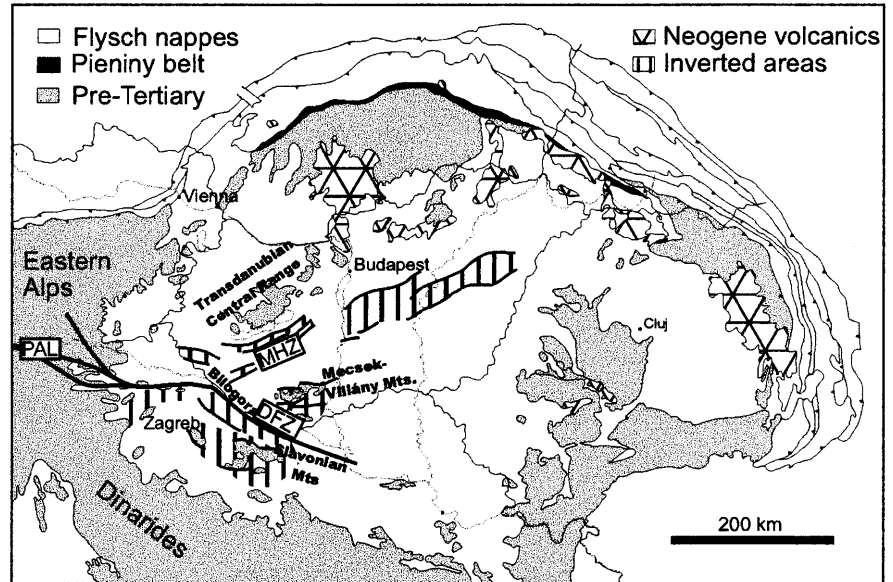 Flysch nappes
Pieniny belt
Pre-Tertiary
Neogene volcanics
Inverted areas
Vienna
Eastern
Alps
Transdanubian
Central Range
Budapest
Cluj
PAL
MHZ
Mecsek-
Villány Mts.
Bilogora
DFZ
Zagreb
Slavonian
Mts
Dinarides
200 km